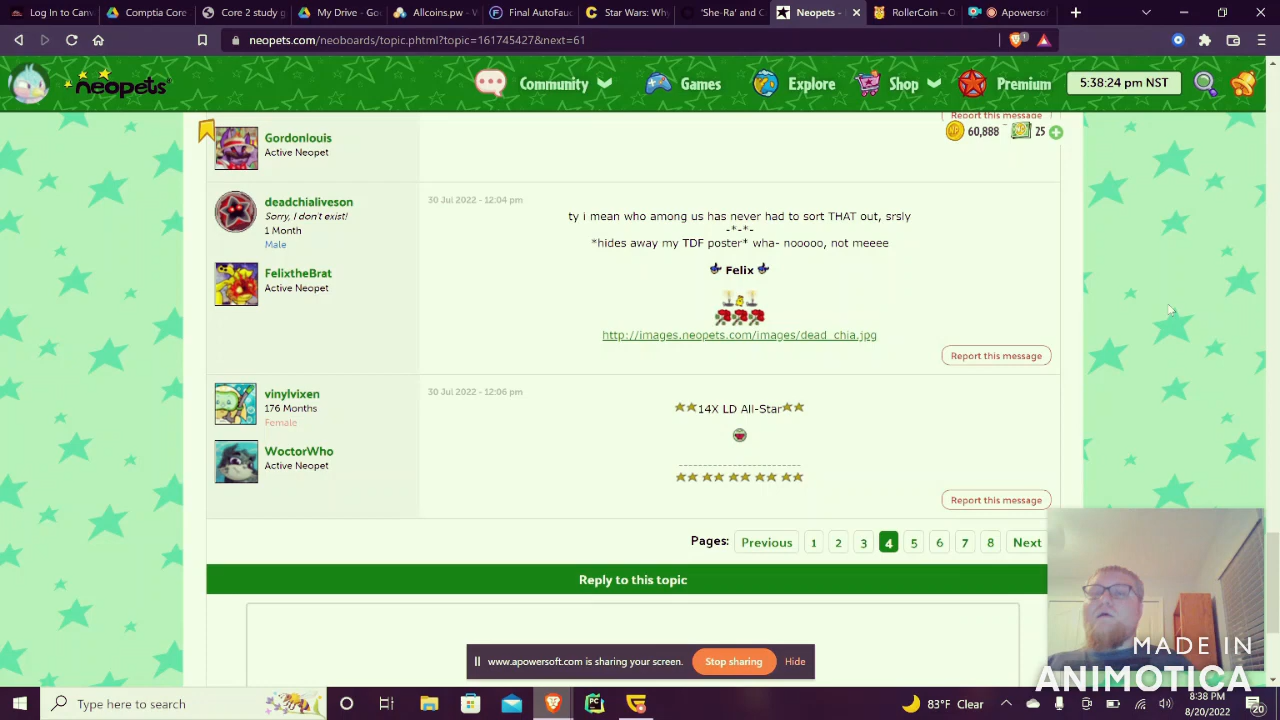 Log In to Canva
Comptia Core
Core 2 study g
My Drive - Goo
Allcoins.pw -
Final AutoFau
Star Wars: Why
"She-Ra" and
Neopets -
RollerCoin -
Apowersof
neopets.com/neoboards/topic.phtml?topic=161745427&next=61
neopets
Community
Games
Explore
Shop
Premium
5:38:24 pm NST
Report this message
60,888
25
Gordonlouis
Active Neopet
deadchialiveson
Sorry, I don't exist!
1 Month
Male
FelixtheBrat
Active Neopet
30 Jul 2022 - 12:04 pm
ty i mean who among us has never had to sort THAT out, srsly
-*-*-
*hides away my TDF poster* wha- nooooo, not meeee
Felix
http://images.neopets.com/images/dead_chia.jpg
Report this message
vinylvixen
176 Months
Female
WoctorWho
Active Neopet
30 Jul 2022 - 12:06 pm
14X LD All-Star
-----------------------
Report this message
Pages: Previous 1 2 3 4 5 6 7 8 Next
Reply to this topic
www.apowersoft.com is sharing your screen. Stop sharing Hide
MADE IN
ANIMOTICA
Type here to search
83°F Clear
8:38 PM
8/20/2022
20